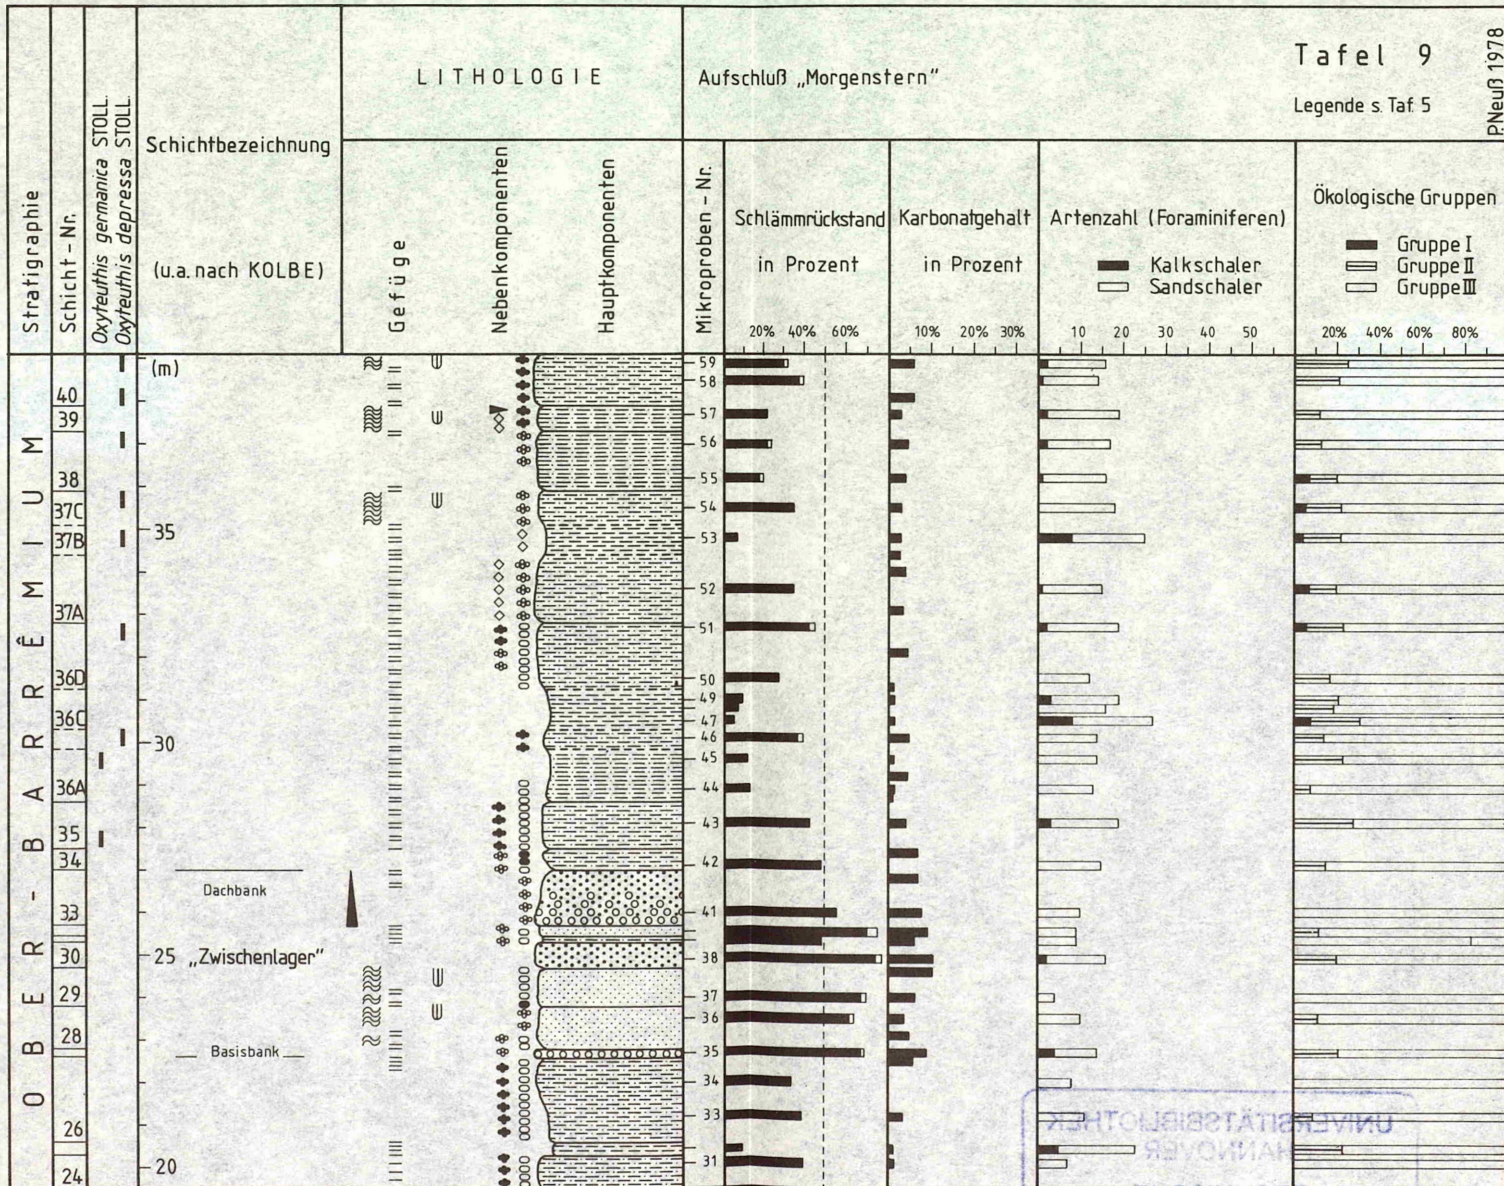 Tafel 9
Legende s. Taf. 5
P.Neuß 1978
LITHOLOGIE
Aufschluß „Morgenstern“
Stratigraphie
Schicht - Nr.
Oxyteuthis germanica STOLL.
Oxyteuthis depressa STOLL.
Schichtbezeichnung
(u.a. nach KOLBE)
Gefüge
Nebenkomponenten
Hauptkomponenten
Mikroproben - Nr.
Schlämmrückstand
in Prozent
20% 40% 60%
Karbonatgehalt
in Prozent
10% 20% 30%
Artenzahl (Foraminiferen)
Kalkschaler
Sandschaler
10 20 30 40 50
Ökologische Gruppen
Gruppe I
Gruppe II
Gruppe III
20% 40% 60% 80%
OBER - BARRÊMIUM
40
39
38
37C
37B
37A
36D
36C
36A
35
34
33
30
29
28
26
24
(m)
35
30
Dachbank
„Zwischenlager“
25
Basisbank
20
59
58
57
56
55
54
53
52
51
50
49
47
46
45
44
43
42
41
38
37
36
35
34
33
31
UNIVERSITÄTSBIBLIOTHEK
HANNOVER